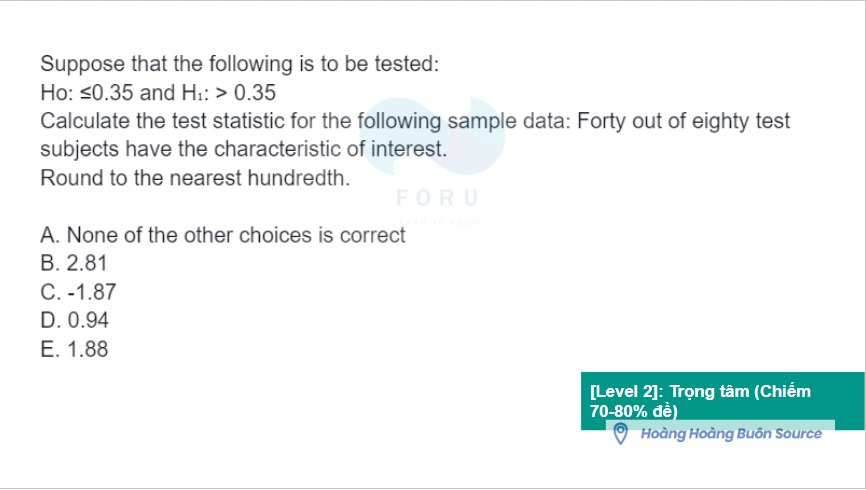 Suppose that the following is to be tested:
Ho: ≤0.35 and H₁: > 0.35
Calculate the test statistic for the following sample data: Forty out of eighty test
subjects have the characteristic of interest.
Round to the nearest hundredth.
FORU
A. None of the other choices is correct
B. 2.81
C. -1.87
D. 0.94
E. 1.88
[Level 2]: Trọng tâm (Chiếm
70-80% đề)
Hoàng Hoàng Buôn Source